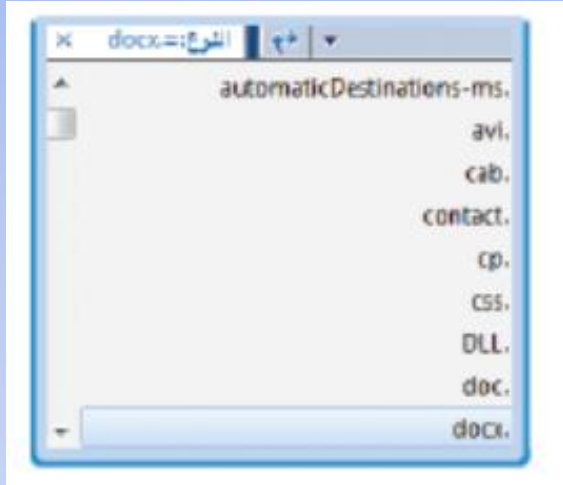 النوع:=.docx
automaticDestinations-ms.
avi.
cab.
contact.
cp.
css.
DLL.
doc.
docx.